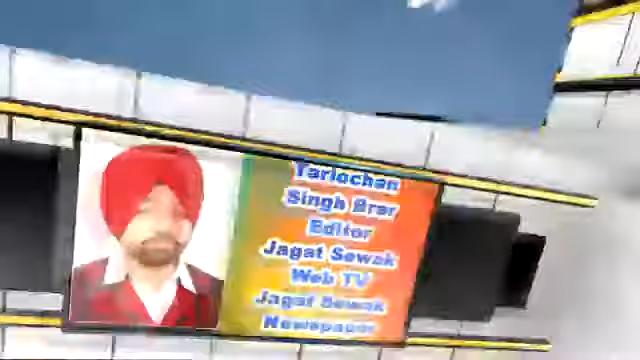 Tarlochan
Singh Brar
Editor
Jagat Sewak
Web TV
Jagat Sewak
Newspaper